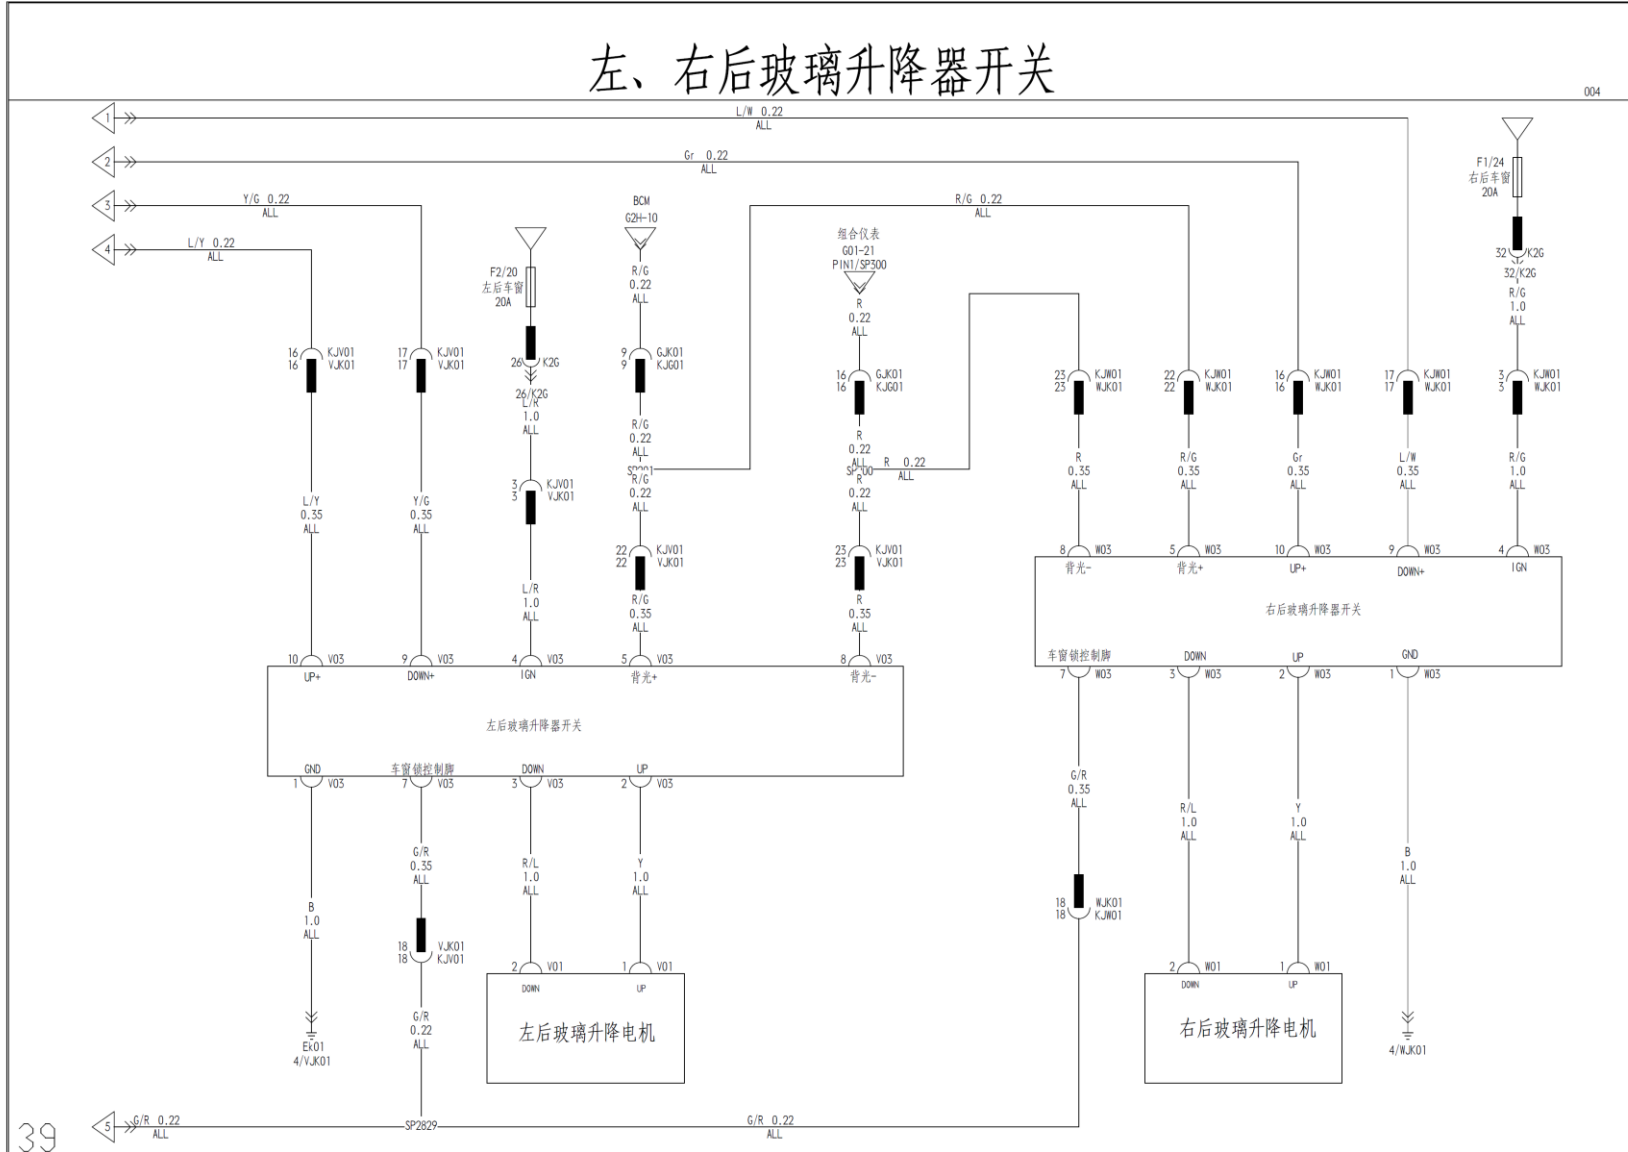 左、右后玻璃升降器开关
004
1
L/W 0.22
ALL
2
Gr 0.22
ALL
3
Y/G 0.22
ALL
4
L/Y 0.22
ALL
R/G 0.22
ALL
BCM
G2H-10
R/G
0.22
ALL
组合仪表
G01-21
PIN1/SP300
R
0.22
ALL
F2/20
左后车窗
20A
F1/24
右后车窗
20A
32 K2G
32/K2G
R/G
1.0
ALL
16 KJV01
16 VJK01
17 KJV01
17 VJK01
26 K2G
26/K2G
L/R
1.0
ALL
9 GJK01
9 KJG01
16 GJK01
16 KJG01
23 KJW01
23 WJK01
22 KJW01
22 WJK01
16 KJW01
16 WJK01
17 KJW01
17 WJK01
3 KJW01
3 WJK01
R/G
0.22
ALL
R/G
0.22
ALL
R
0.22
ALL
R 0.22
ALL
R
0.22
ALL
R
0.35
ALL
R/G
0.35
ALL
Gr
0.35
ALL
L/W
0.35
ALL
R/G
1.0
ALL
3 KJV01
3 VJK01
L/Y
0.35
ALL
Y/G
0.35
ALL
22 KJV01
22 VJK01
23 KJV01
23 VJK01
L/R
1.0
ALL
R/G
0.35
ALL
R
0.35
ALL
8 W03
5 W03
10 W03
9 W03
4 W03
背光-
背光+
UP+
DOWN+
IGN
右后玻璃升降器开关
车窗锁控制脚
DOWN
UP
GND
7 W03
3 W03
2 W03
1 W03
10 V03
9 V03
4 V03
5 V03
8 V03
UP+
DOWN+
IGN
背光+
背光-
左后玻璃升降器开关
GND
车窗锁控制脚
DOWN
UP
1 V03
7 V03
3 V03
2 V03
G/R
0.35
ALL
R/L
1.0
ALL
Y
1.0
ALL
B
1.0
ALL
G/R
0.35
ALL
R/L
1.0
ALL
Y
1.0
ALL
B
1.0
ALL
18 WJK01
18 KJW01
18 VJK01
18 KJV01
2 V01
1 V01
DOWN
UP
左后玻璃升降电机
2 W01
1 W01
DOWN
UP
右后玻璃升降电机
G/R
0.22
ALL
Ek01
4/VJK01
4/WJK01
5
G/R 0.22
ALL
SP2829
G/R 0.22
ALL
39